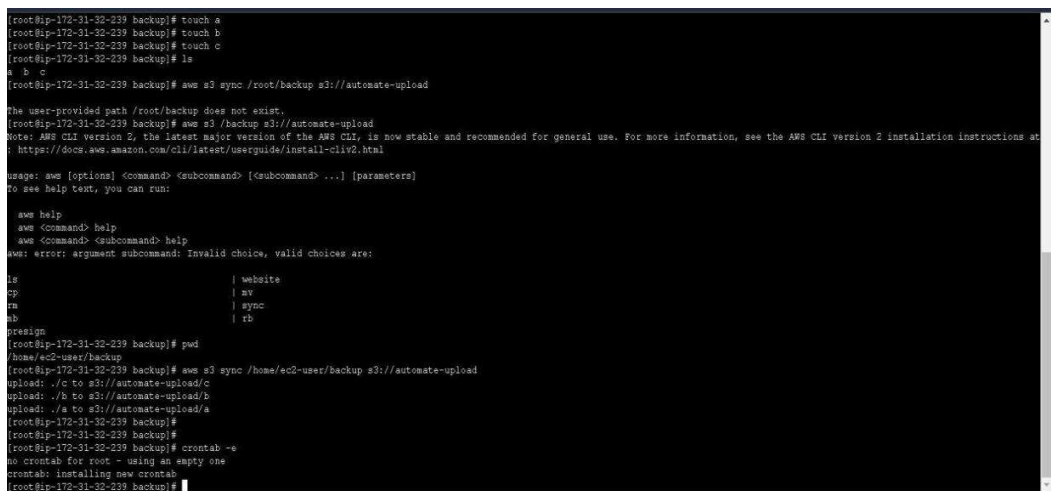 [root@ip-172-31-32-239 backup]# touch a
[root@ip-172-31-32-239 backup]# touch b
[root@ip-172-31-32-239 backup]# touch c
[root@ip-172-31-32-239 backup]# ls
a b c
[root@ip-172-31-32-239 backup]# aws s3 sync /root/backup s3://automate-upload
The user-provided path /root/backup does not exist.
[root@ip-172-31-32-239 backup]# aws s3 /backup s3://automate-upload
Note: AWS CLI version 2, the latest major version of the AWS CLI, is now stable and recommended for general use. For more information, see the AWS CLI version 2 installation instructions at
: https://docs.aws.amazon.com/cli/latest/userguide/install-cliv2.html
usage: aws [options] <command> <subcommand> [<subcommand> ...] [parameters]
To see help text, you can run:
aws help
aws <command> help
aws <command> <subcommand> help
aws: error: argument subcommand: Invalid choice, valid choices are:
ls | website
cp | mv
rm | sync
mb | rb
presign
[root@ip-172-31-32-239 backup]# pwd
/home/ec2-user/backup
[root@ip-172-31-32-239 backup]# aws s3 sync /home/ec2-user/backup s3://automate-upload
upload: ./c to s3://automate-upload/c
upload: ./b to s3://automate-upload/b
upload: ./a to s3://automate-upload/a
[root@ip-172-31-32-239 backup]#
[root@ip-172-31-32-239 backup]#
[root@ip-172-31-32-239 backup]# crontab -e
no crontab for root - using an empty one
crontab: installing new crontab
[root@ip-172-31-32-239 backup]#